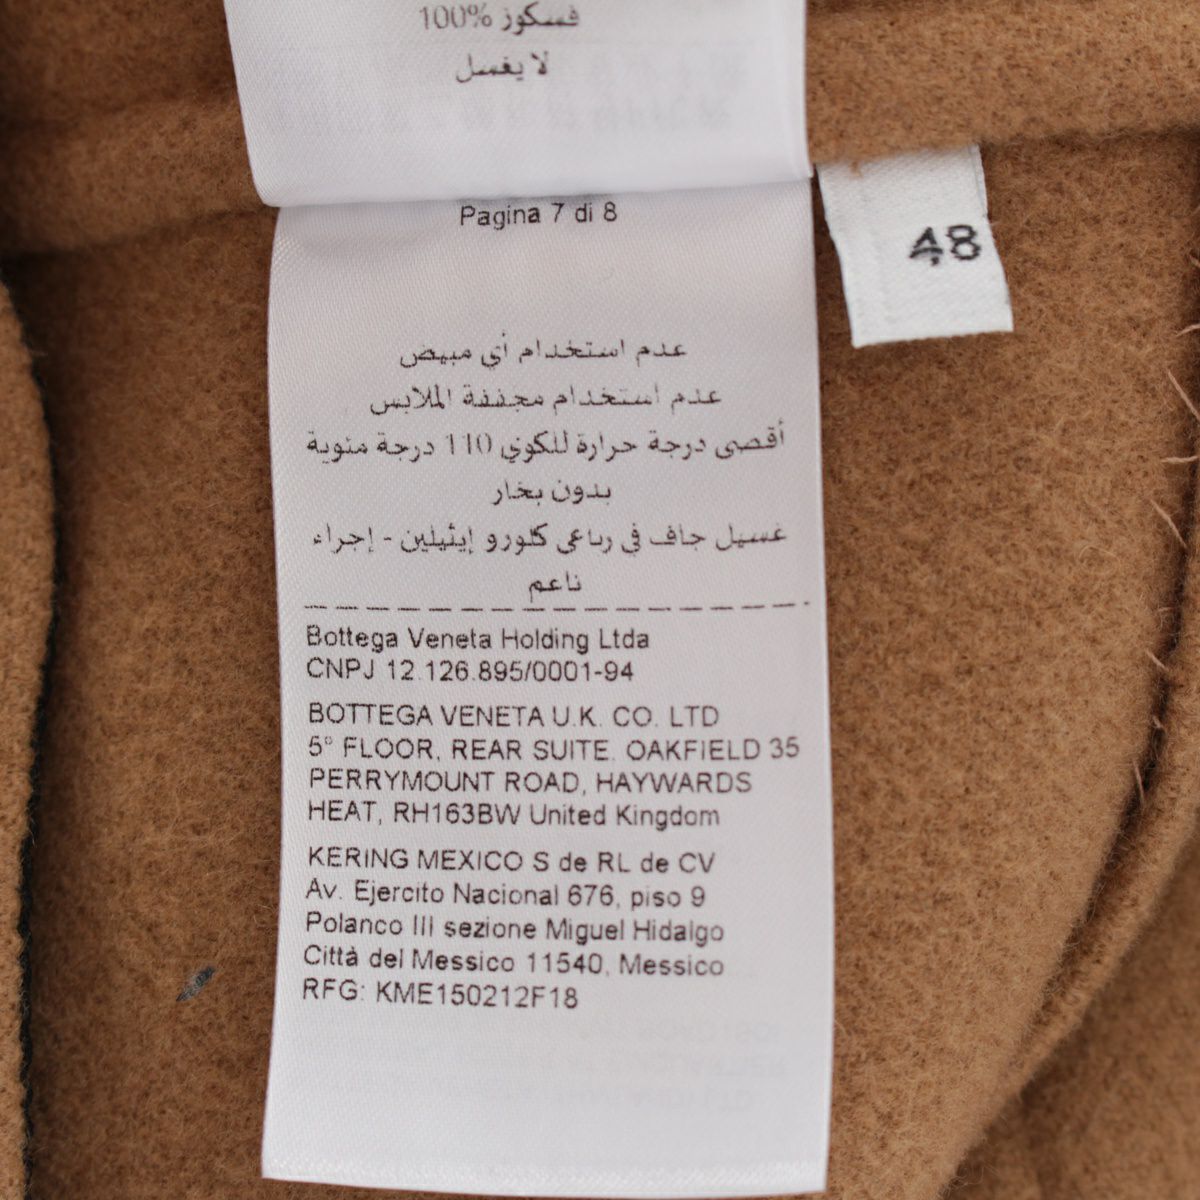 فسكوز 100%
لا يغسل
Pagina 7 di 8
48
عدم استخدام أي مبيض
عدم استخدام مجففة الملابس
أقصى درجة حرارة للكوي 110 درجة مئوية
بدون بخار
غسيل جاف في رباعي كلورو إيثيلين - إجراء
ناعم
Bottega Veneta Holding Ltda
CNPJ 12.126.895/0001-94
BOTTEGA VENETA U.K. CO. LTD
5° FLOOR, REAR SUITE. OAKFIELD 35
PERRYMOUNT ROAD, HAYWARDS
HEAT, RH163BW United Kingdom
KERING MEXICO S de RL de CV
Av. Ejercito Nacional 676, piso 9
Polanco III sezione Miguel Hidalgo
Città del Messico 11540, Messico
RFG: KME150212F18